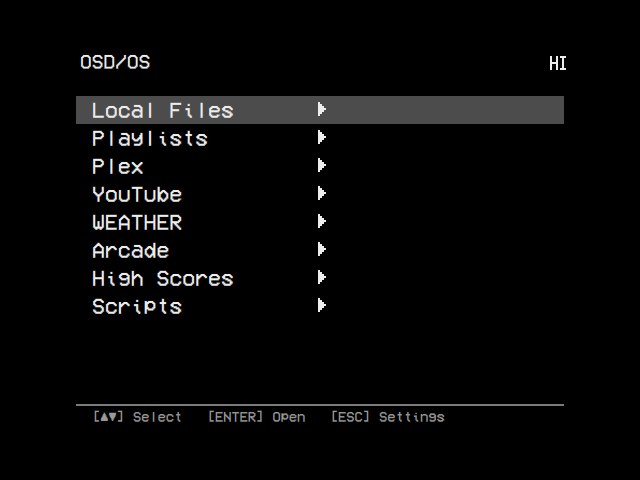 OSD/OS
HI
Local Files
Playlists
Plex
YouTube
WEATHER
Arcade
High Scores
Scripts
[▲▼] Select [ENTER] Open [ESC] Settings